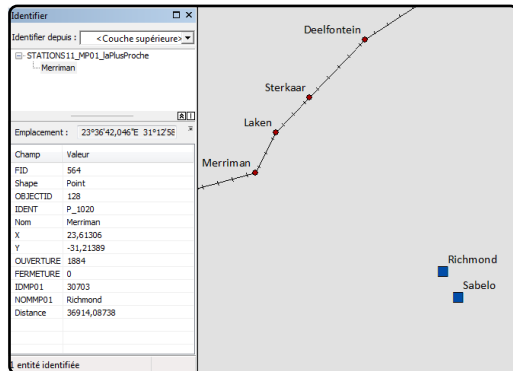 Identifier
Identifier depuis : <Couche supérieure>
STATIONS11_MP01_laPlusProche
Merriman
Emplacement : 23°36'42,046"E 31°12'58
Champ Valeur
FID 564
Shape Point
OBJECTID 128
IDENT P_1020
Nom Merriman
X 23,61306
Y -31,21389
OUVERTURE 1884
FERMETURE 0
IDMP01 30703
NOMMP01 Richmond
Distance 36914,08738
1 entité identifiée
Deelfontein
Sterkaar
Laken
Merriman
Richmond
Sabelo